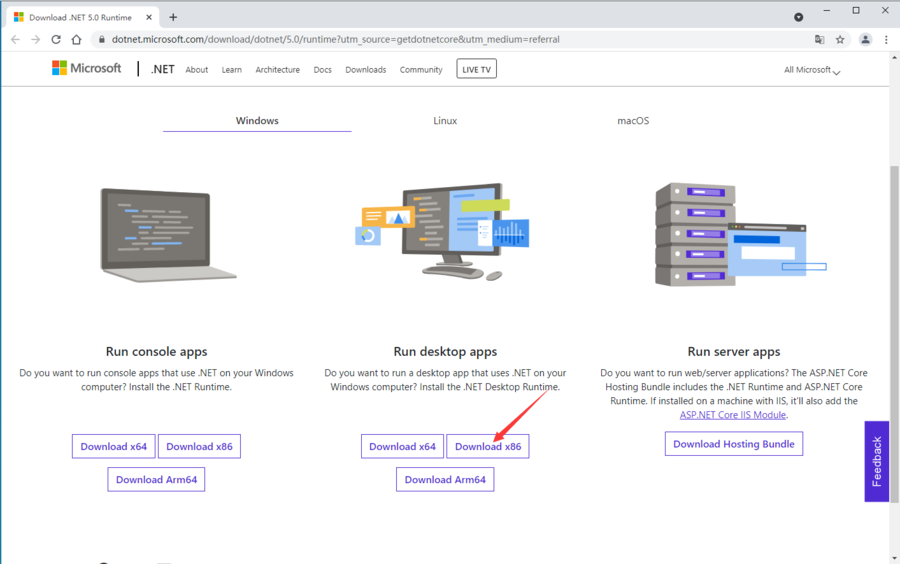 Download .NET 5.0 Runtime
dotnet.microsoft.com/download/dotnet/5.0/runtime?utm_source=getdotnetcore&utm_medium=referral
Microsoft .NET About Learn Architecture Docs Downloads Community LIVE TV All Microsoft
Windows Linux macOS
Run console apps
Do you want to run console apps that use .NET on your Windows
computer? Install the .NET Runtime.
Download x64 Download x86
Download Arm64
Run desktop apps
Do you want to run a desktop app that uses .NET on your
Windows computer? Install the .NET Desktop Runtime.
Download x64 Download x86
Download Arm64
Run server apps
Do you want to run web/server applications? The ASP.NET Core
Hosting Bundle includes the .NET Runtime and ASP.NET Core
Runtime. If installed on a machine with IIS, it'll also add the
ASP.NET Core IIS Module.
Download Hosting Bundle
Feedback